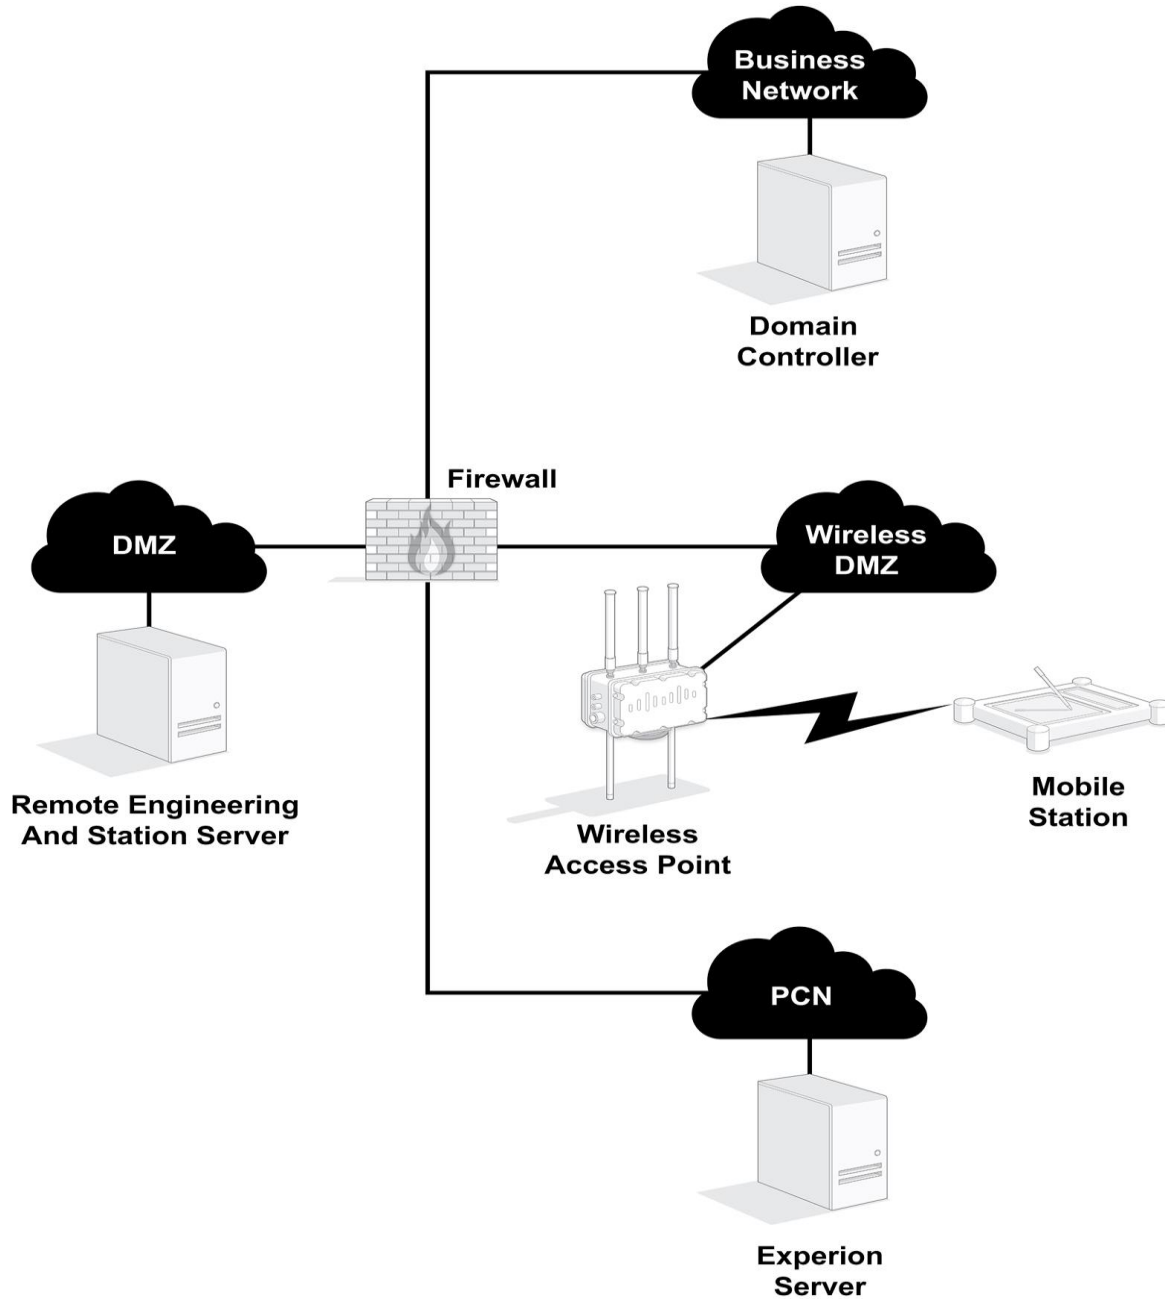 Business
Network
Domain
Controller
Firewall
DMZ
Wireless
DMZ
Remote Engineering
And Station Server
Wireless
Access Point
Mobile
Station
PCN
Experion
Server